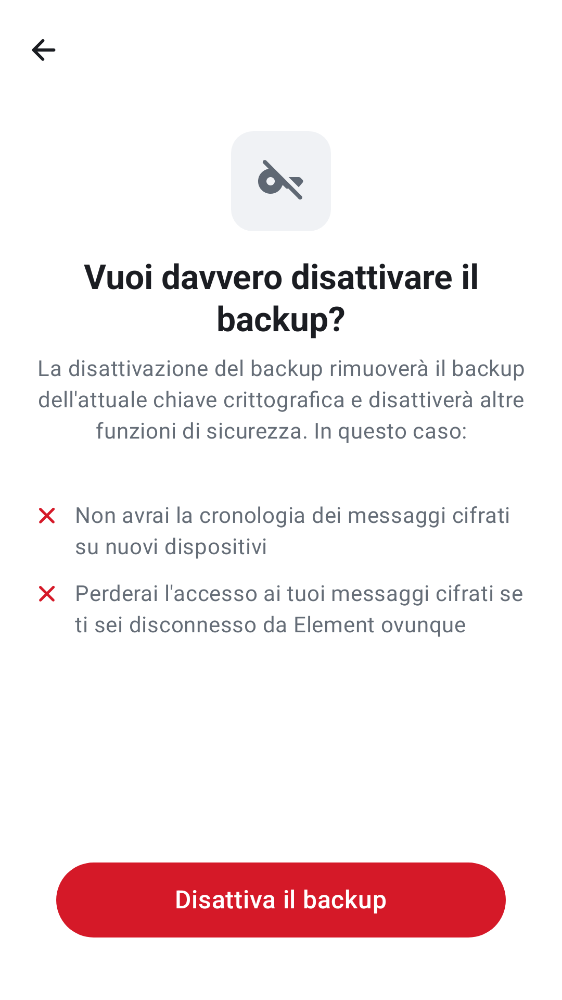 Vuoi davvero disattivare il
backup?
La disattivazione del backup rimuoverà il backup
dell'attuale chiave crittografica e disattiverà altre
funzioni di sicurezza. In questo caso:
Non avrai la cronologia dei messaggi cifrati
su nuovi dispositivi
Perderai l'accesso ai tuoi messaggi cifrati se
ti sei disconnesso da Element ovunque
Disattiva il backup